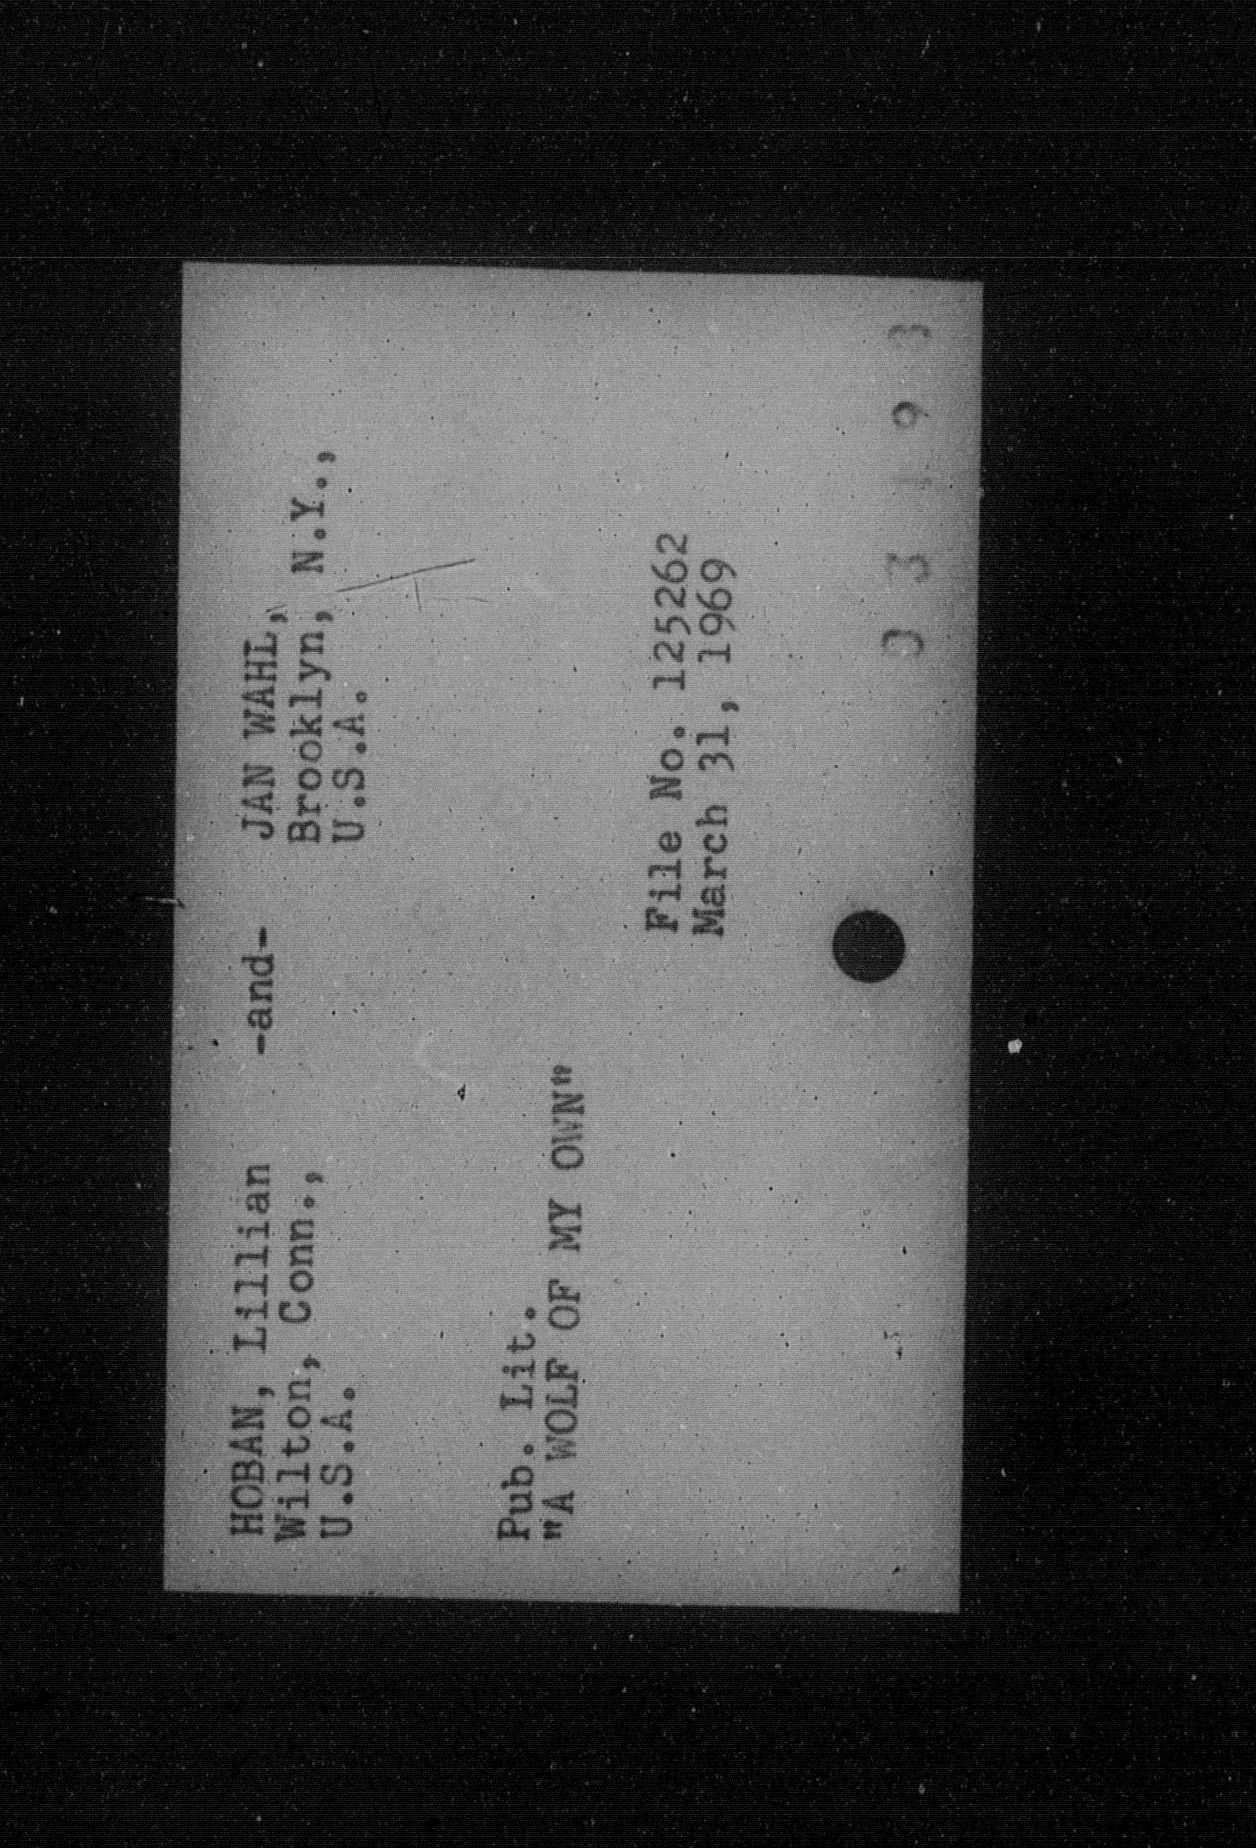 HOBAN, Lillian -and- JAN WAHL,
Wilton, Conn., Brooklyn, N.Y.,
U.S.A. U.S.A.
Pub. Lit.
"A WOLF OF MY OWN"
File No. 125262
March 31, 1969
03193